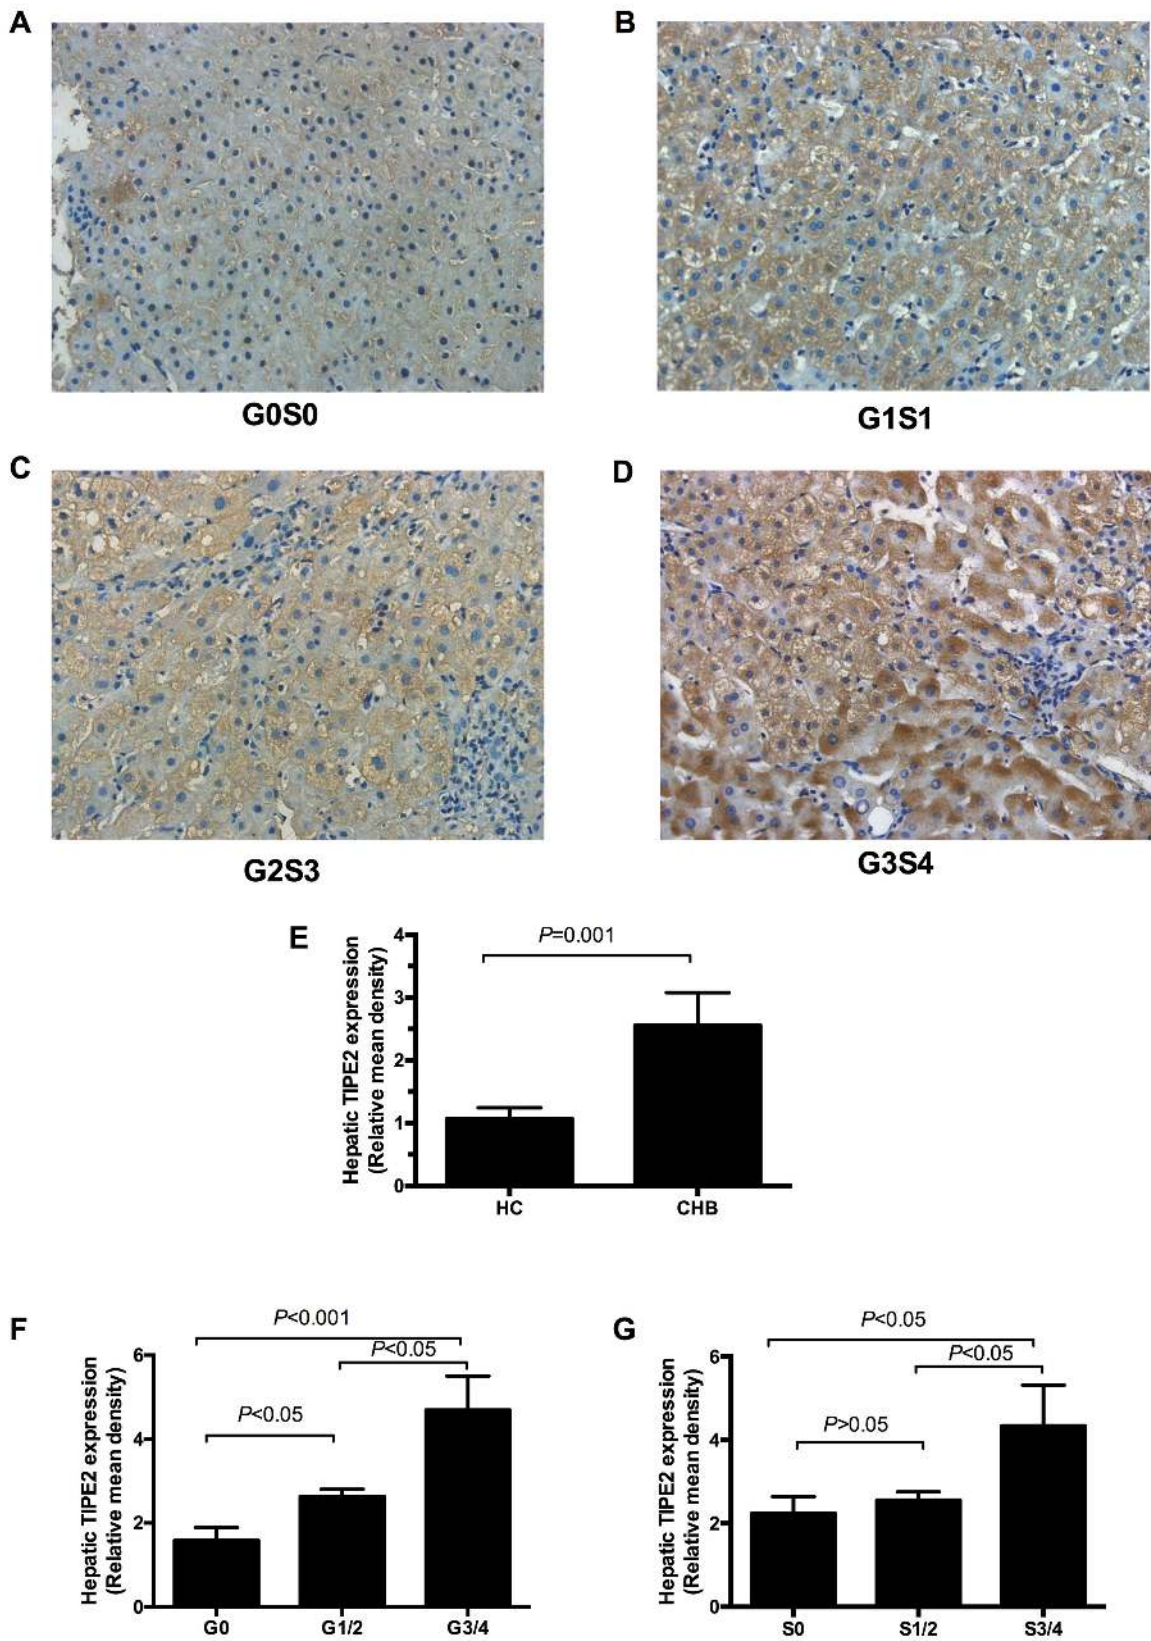 A
B
G0S0
G1S1
C
D
G2S3
G3S4
E
Hepatic TIPE2 expression
(Relative mean density)
4
3
2
1
0
P=0.001
HC
CHB
F
Hepatic TIPE2 expression
(Relative mean density)
6
4
2
0
P<0.001
P<0.05
P<0.05
G0
G1/2
G3/4
G
Hepatic TIPE2 expression
(Relative mean density)
6
4
2
0
P<0.05
P<0.05
P>0.05
S0
S1/2
S3/4